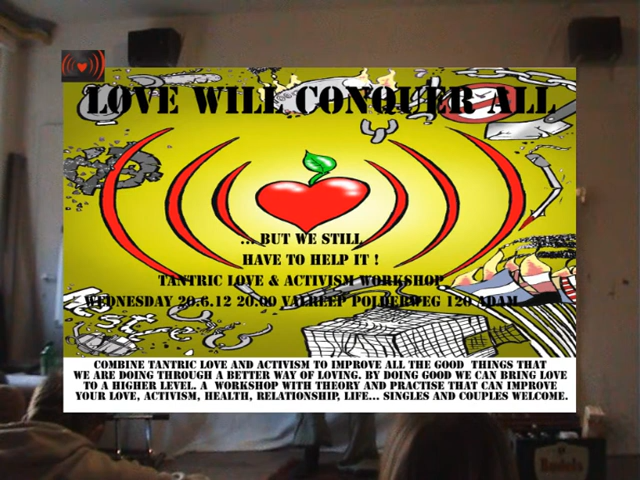 LOVE WILL CONQUER ALL
... BUT WE STILL
HAVE TO HELP IT !
TANTRIC LOVE & ACTIVISM WORKSHOP
WEDNESDAY 20.6.12 20.00 VALREEP POLDERWEG 120 ADAM
COMBINE TANTRIC LOVE AND ACTIVISM TO IMPROVE ALL THE GOOD THINGS THAT
WE ARE DOING THROUGH A BETTER WAY OF LOVING. BY DOING GOOD WE CAN BRING LOVE
TO A HIGHER LEVEL. A WORKSHOP WITH THEORY AND PRACTISE THAT CAN IMPROVE
YOUR LOVE, ACTIVISM, HEALTH, RELATIONSHIP, LIFE... SINGLES AND COUPLES WELCOME.